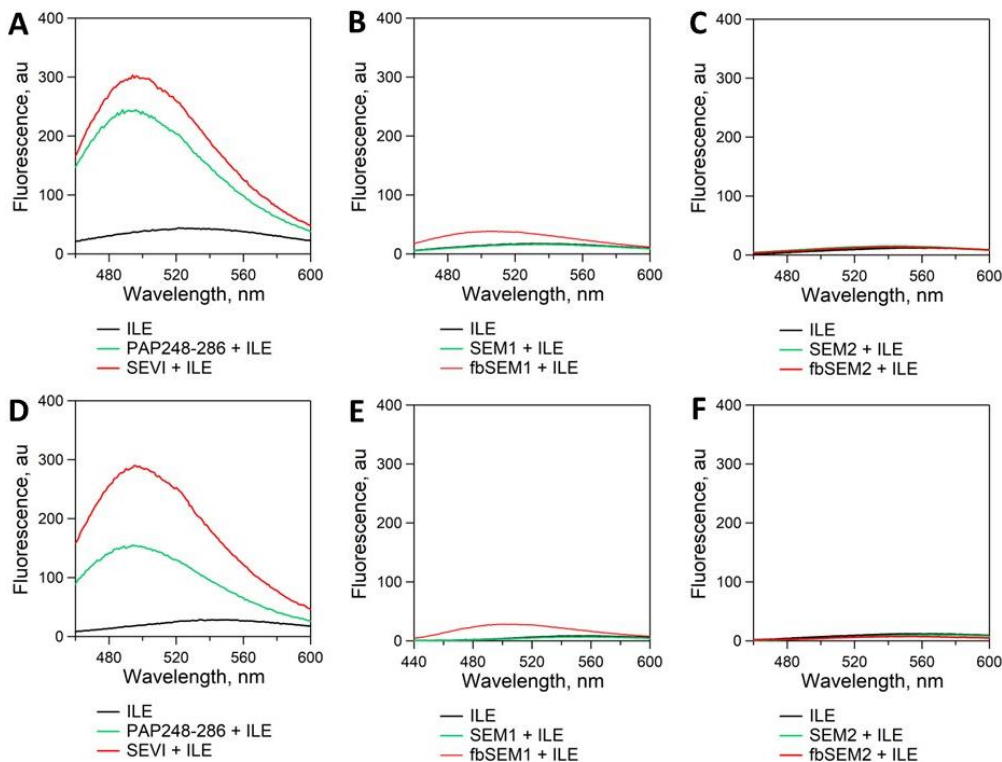 A
400
300
200
100
0
Fluorescence, au
480
520
560
600
Wavelength, nm
ILE
PAP248-286 + ILE
SEVI + ILE
B
400
300
200
100
0
Fluorescence, au
480
520
560
600
Wavelength, nm
ILE
SEM1 + ILE
fbSEM1 + ILE
C
400
300
200
100
0
Fluorescence, au
480
520
560
600
Wavelength, nm
ILE
SEM2 + ILE
fbSEM2 + ILE
D
400
300
200
100
0
Fluorescence, au
480
520
560
600
Wavelength, nm
ILE
PAP248-286 + ILE
SEVI + ILE
E
400
300
200
100
0
Fluorescence, au
440
480
520
560
600
Wavelength, nm
ILE
SEM1 + ILE
fbSEM1 + ILE
F
400
300
200
100
0
Fluorescence, au
480
520
560
600
Wavelength, nm
ILE
SEM2 + ILE
fbSEM2 + ILE